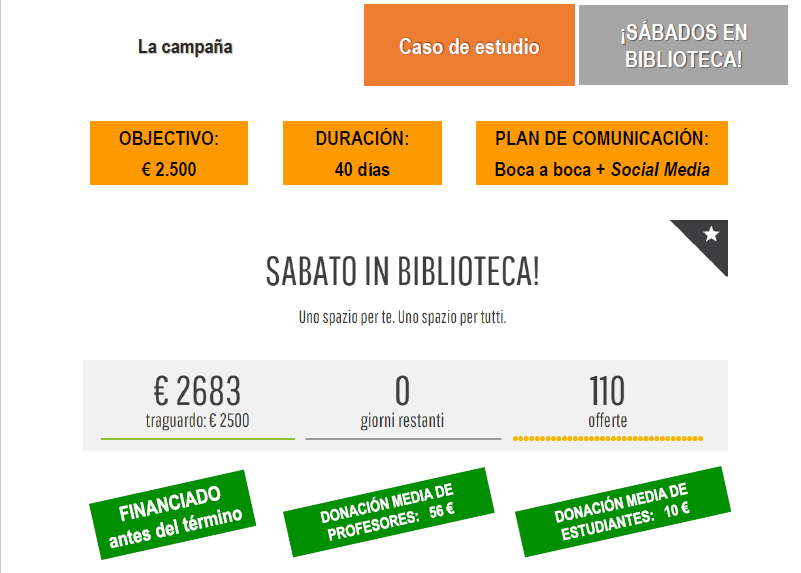 La campaña
Caso de estudio
¡SÁBADOS EN
BIBLIOTECA!
OBJECTIVO:
€ 2.500
DURACIÓN:
40 días
PLAN DE COMUNICACIÓN:
Boca a boca + Social Media
SABATO IN BIBLIOTECA!
Uno spazio per te. Uno spazio per tutti.
€ 2683
traguardo: € 2500
0
giorni restanti
110
offerte
FINANCIADO
antes del término
DONACIÓN MEDIA DE
PROFESORES: 56 €
DONACIÓN MEDIA DE
ESTUDIANTES: 10 €